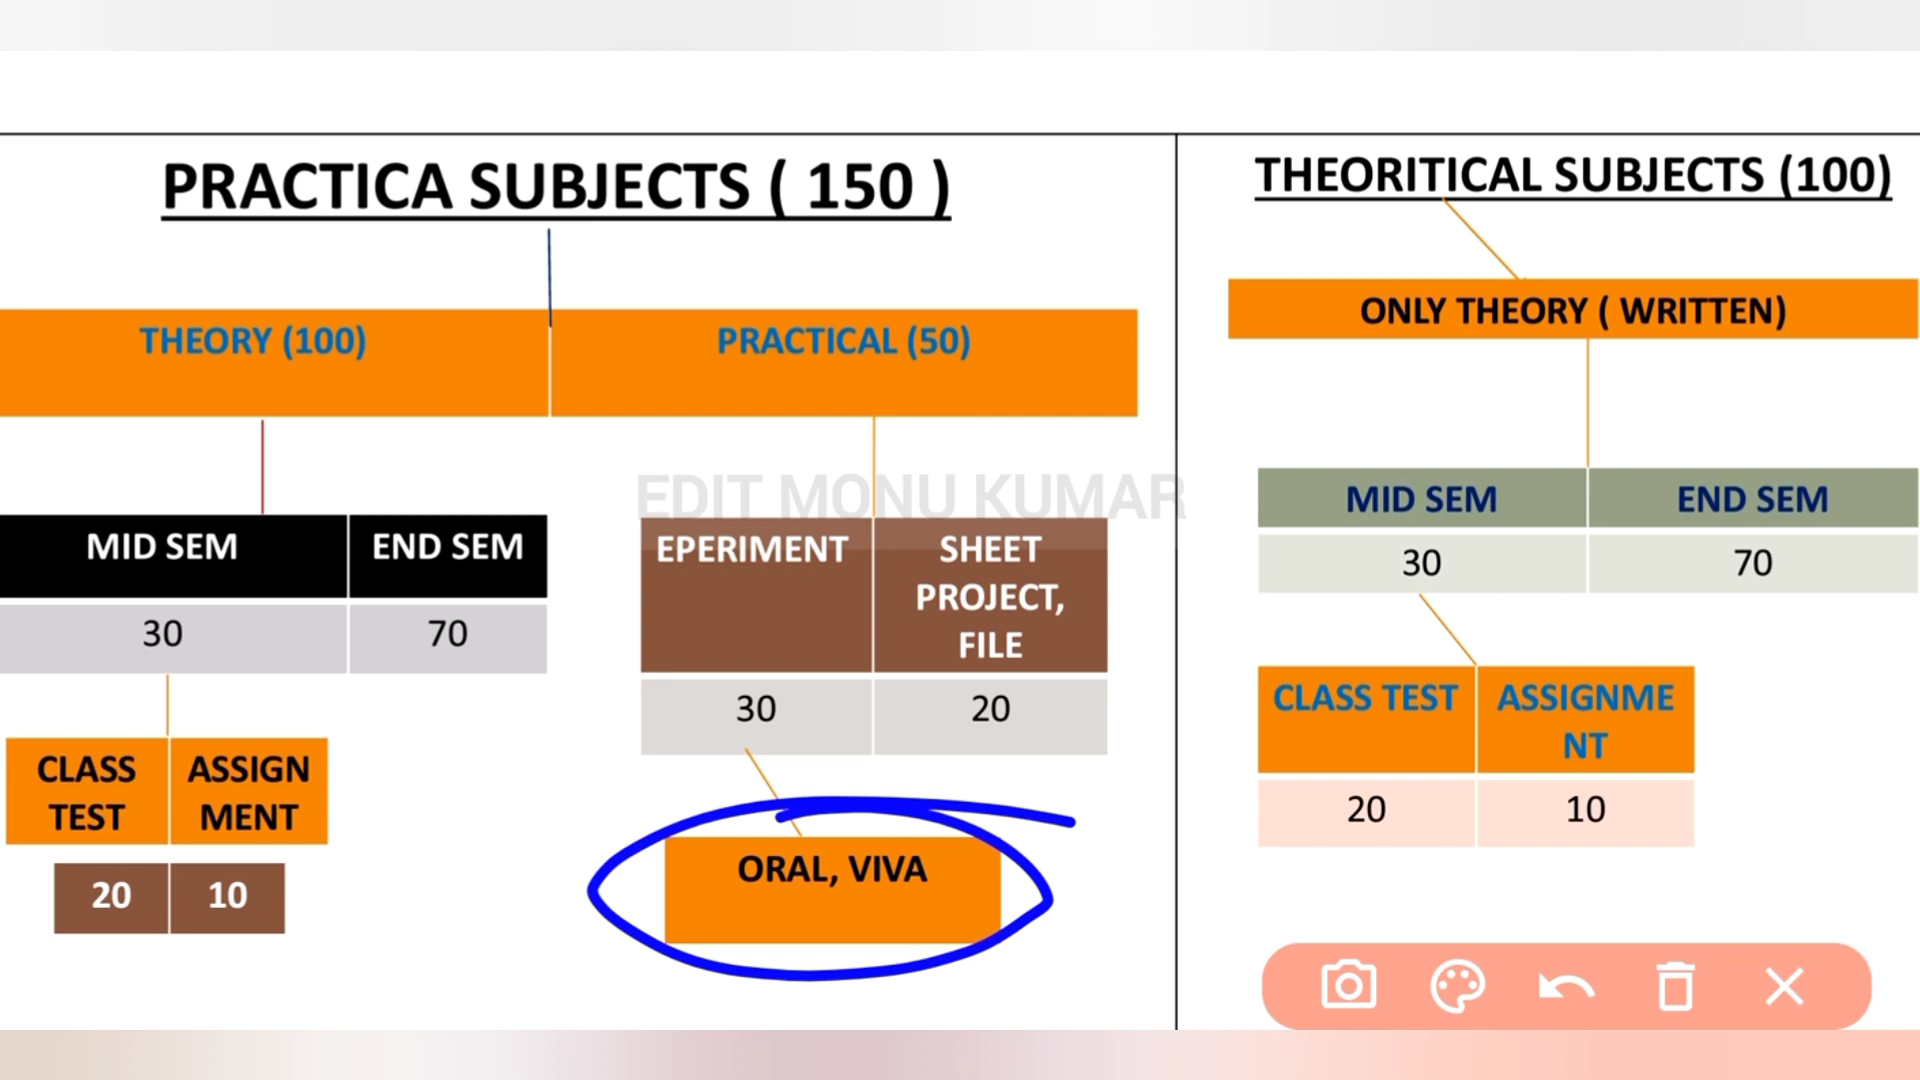 PRACTICA SUBJECTS ( 150 )
THEORY (100)
PRACTICAL (50)
MID SEM
END SEM
30
70
CLASS
TEST
ASSIGN
MENT
20
10
EDIT MONU KUMAR
EPERIMENT
SHEET
PROJECT,
FILE
30
20
ORAL, VIVA
THEORITICAL SUBJECTS (100)
ONLY THEORY ( WRITTEN)
MID SEM
END SEM
30
70
CLASS TEST
ASSIGNME
NT
20
10